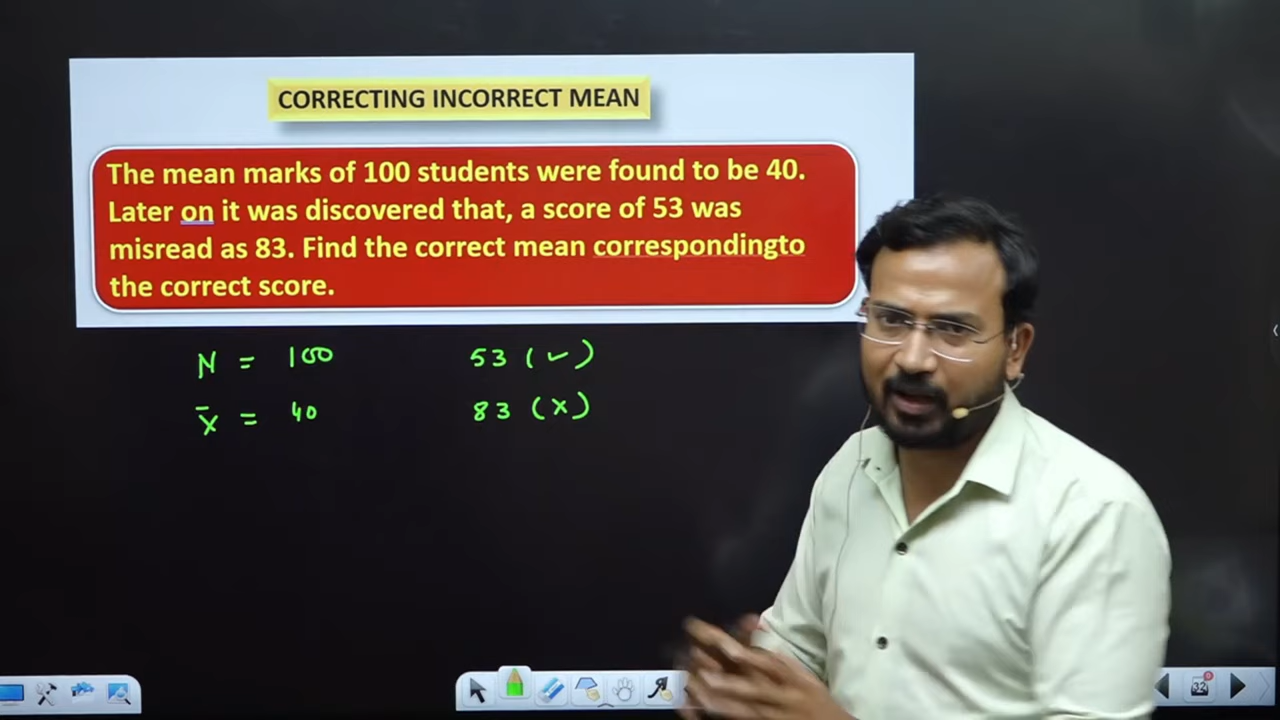 CORRECTING INCORRECT MEAN
The mean marks of 100 students were found to be 40.
Later on it was discovered that, a score of 53 was
misread as 83. Find the correct mean correspondingto
the correct score.
N = 100 53 (✓)
x̄ = 40 83 (×)
32